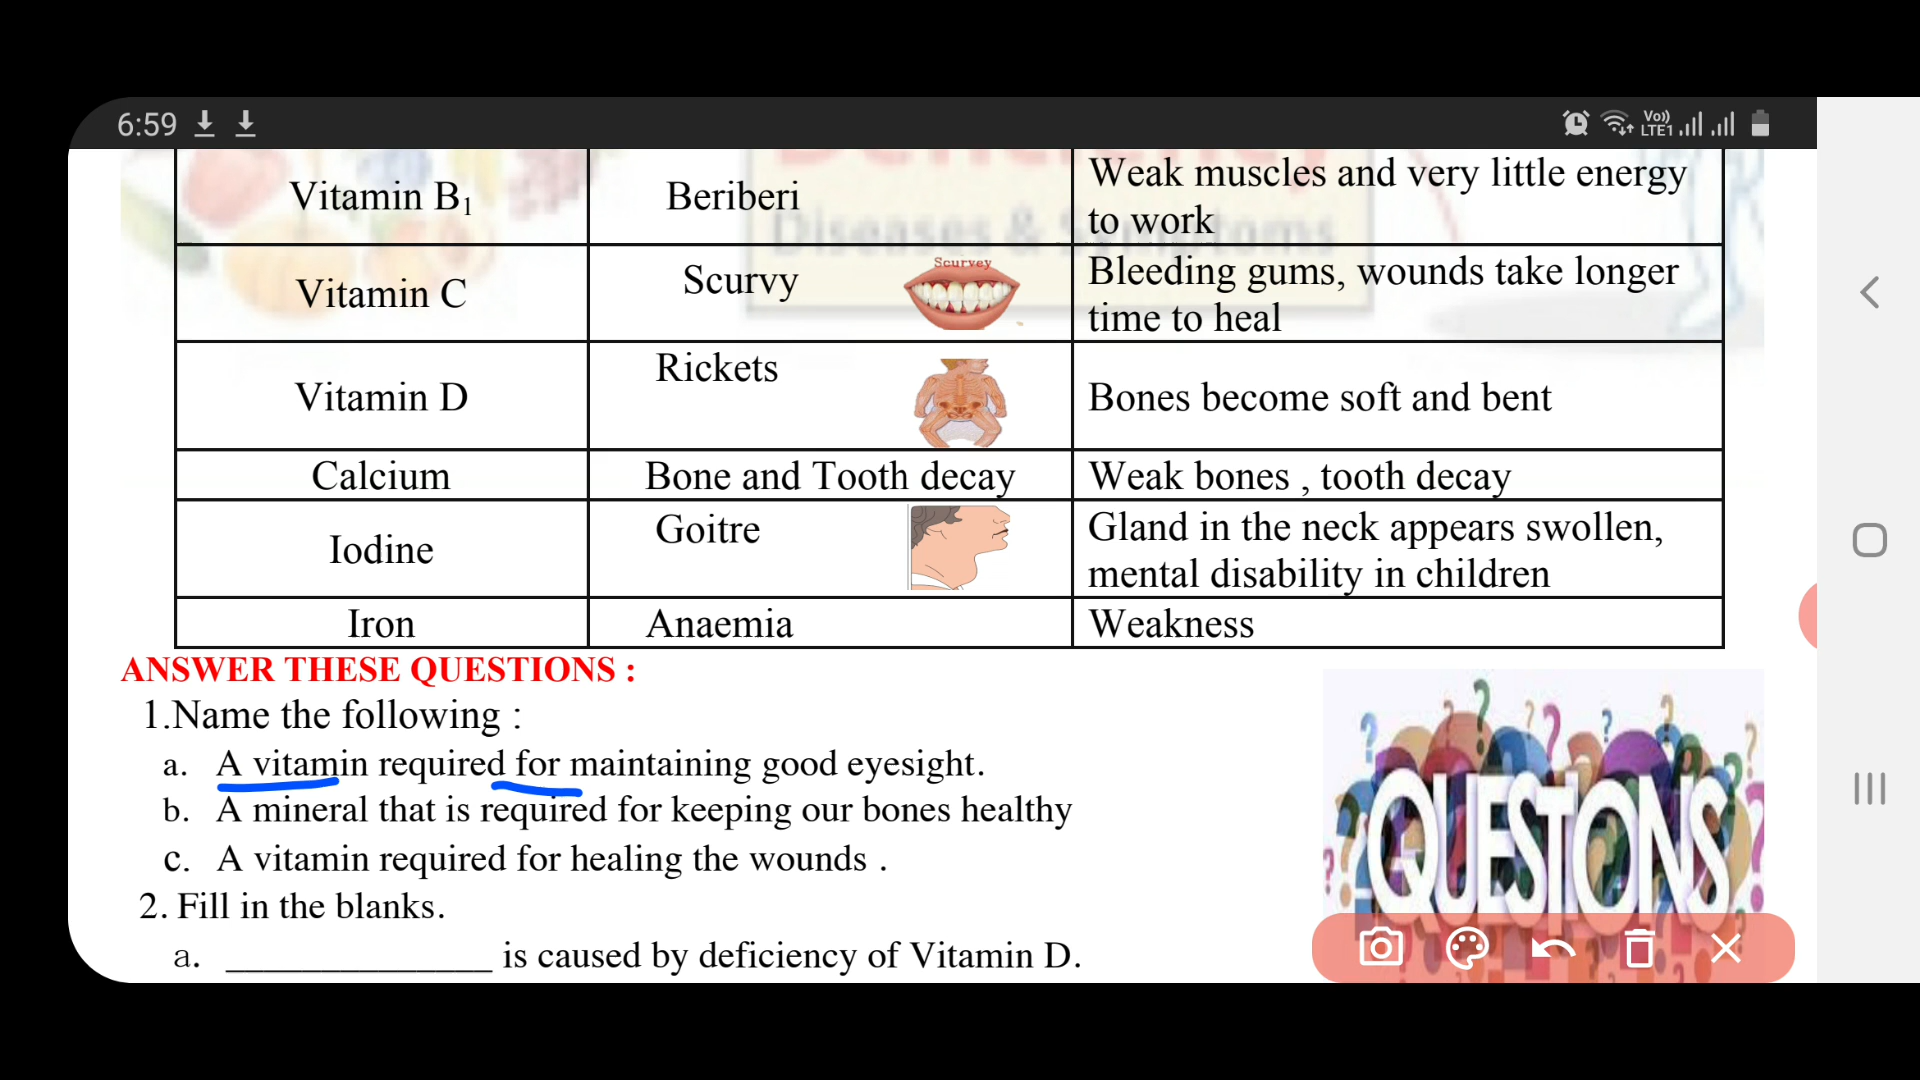 6:59
Vo)) LTE1
Vitamin B₁ Beriberi Weak muscles and very little energy
to work
Diseases & Symptoms
Vitamin C Scurvy Scurvey Bleeding gums, wounds take longer
time to heal
Vitamin D Rickets Bones become soft and bent
Calcium Bone and Tooth decay Weak bones , tooth decay
Iodine Goitre Gland in the neck appears swollen,
mental disability in children
Iron Anaemia Weakness
ANSWER THESE QUESTIONS :
1.Name the following :
a. A vitamin required for maintaining good eyesight.
b. A mineral that is required for keeping our bones healthy
c. A vitamin required for healing the wounds .
QUESTIONS
2. Fill in the blanks.
a. ______________ is caused by deficiency of Vitamin D.